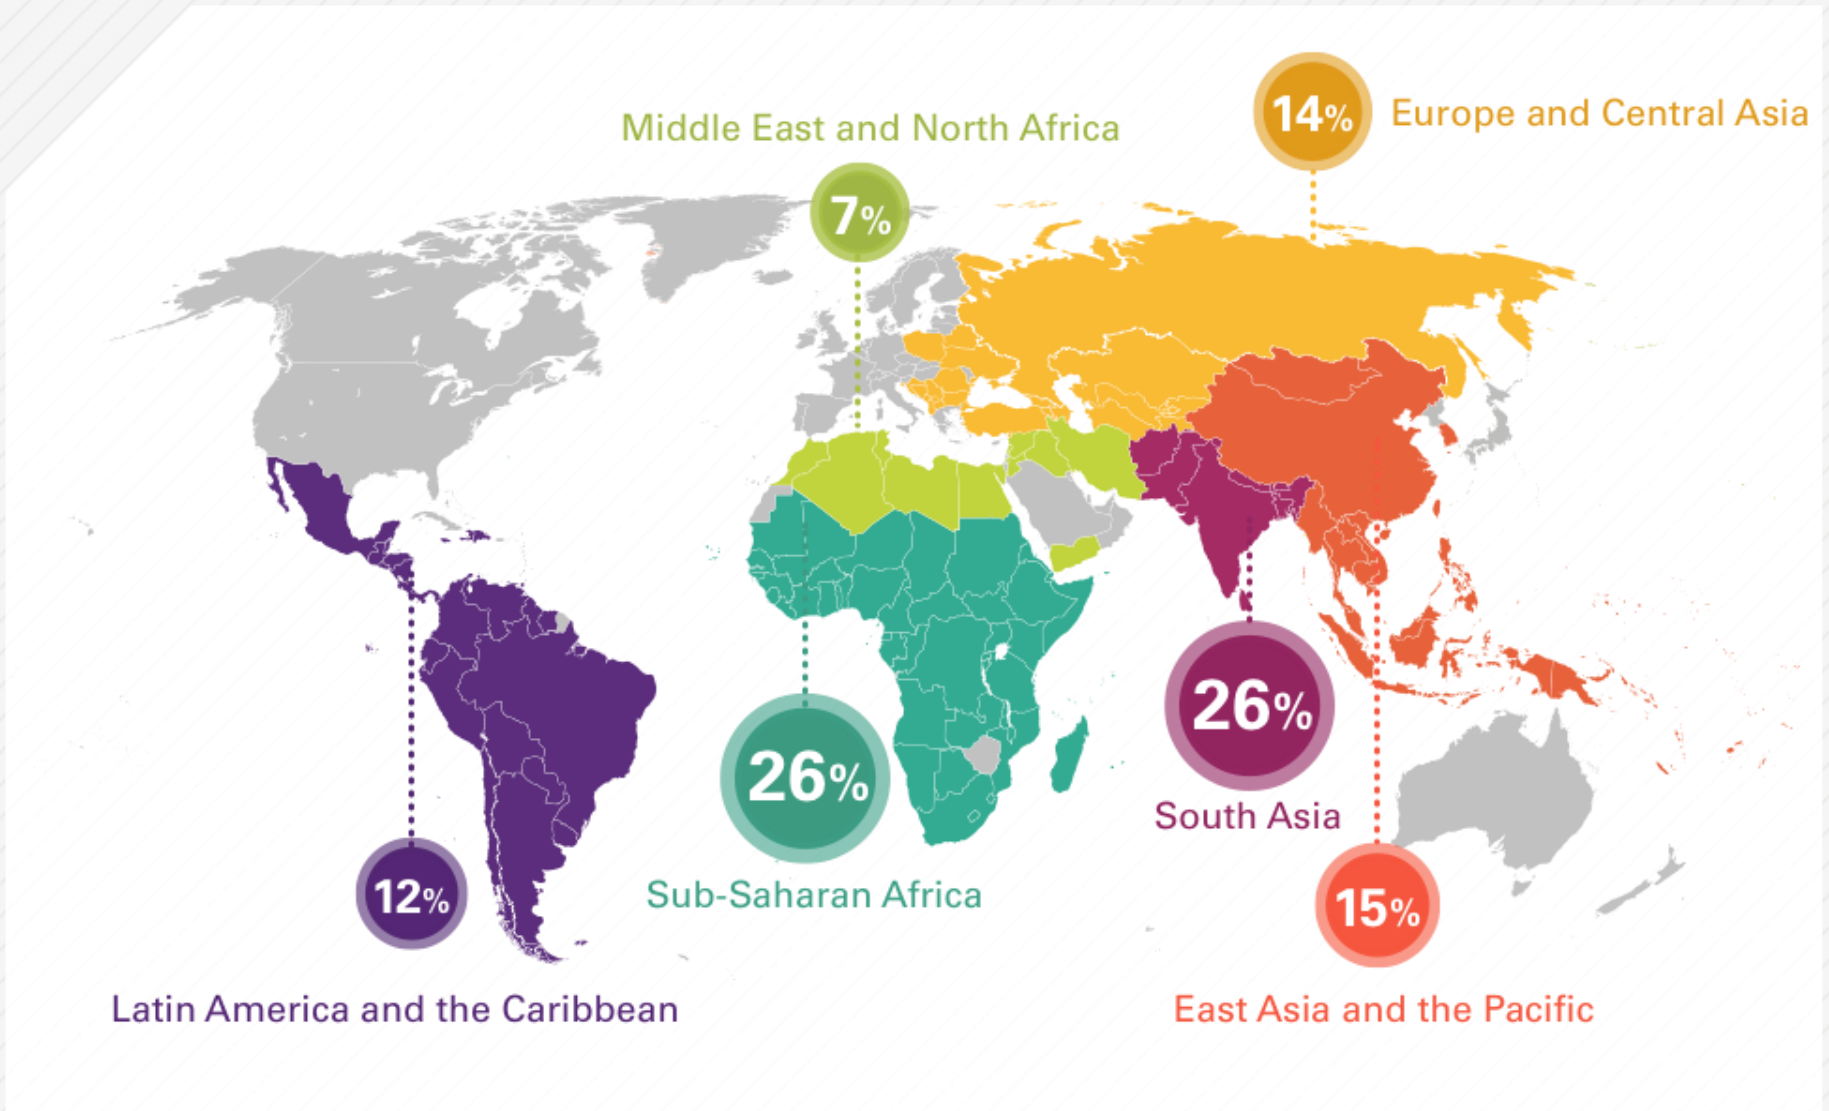 14%
Europe and Central Asia
Middle East and North Africa
7%
26%
South Asia
26%
Sub-Saharan Africa
12%
15%
Latin America and the Caribbean
East Asia and the Pacific